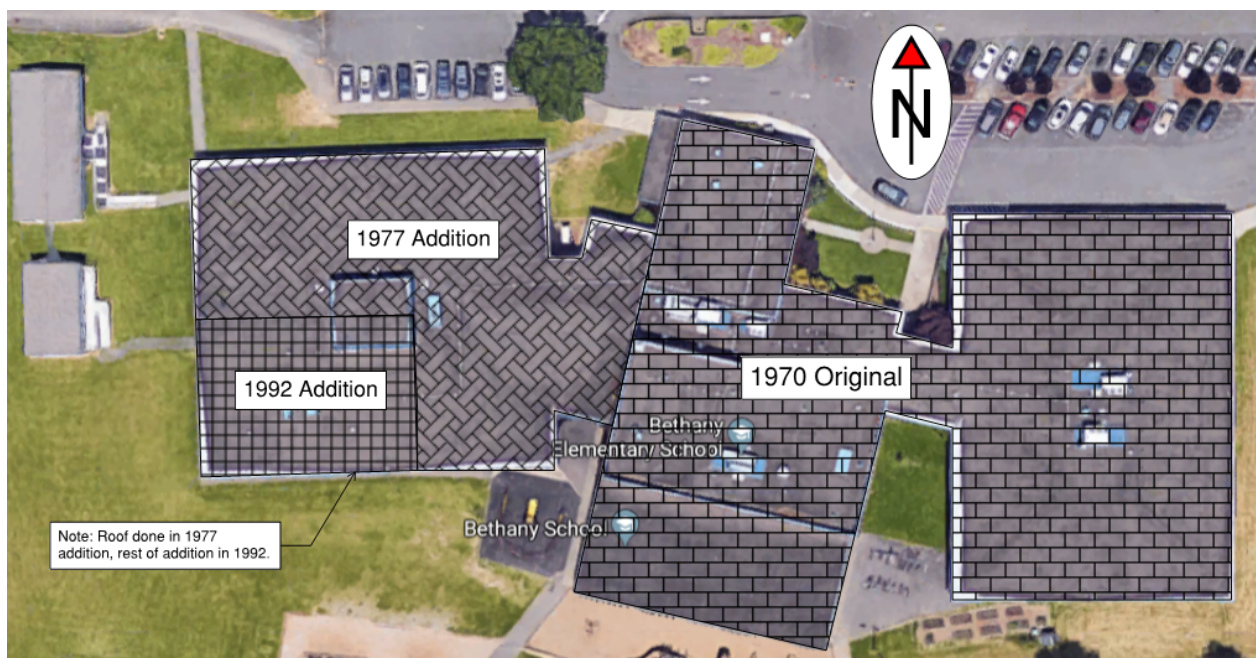 N
1977 Addition
1992 Addition
1970 Original
Bethany
Elementary School
Bethany School
Note: Roof done in 1977
addition, rest of addition in 1992.